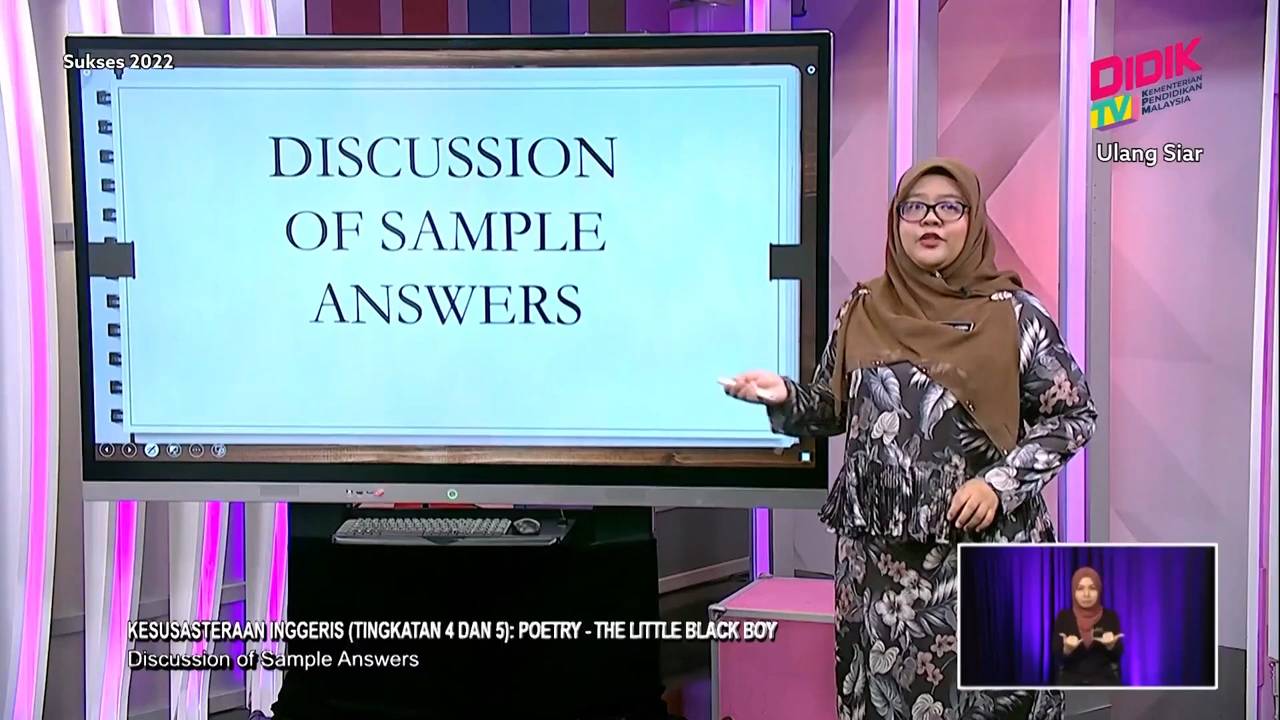 Sukses 2022
DIDIK
TV
KEMENTERIAN
PENDIDIKAN
MALAYSIA
Ulang Siar
DISCUSSION
OF SAMPLE
ANSWERS
KESUSASTERAAN INGGERIS (TINGKATAN 4 DAN 5): POETRY - THE LITTLE BLACK BOY
Discussion of Sample Answers